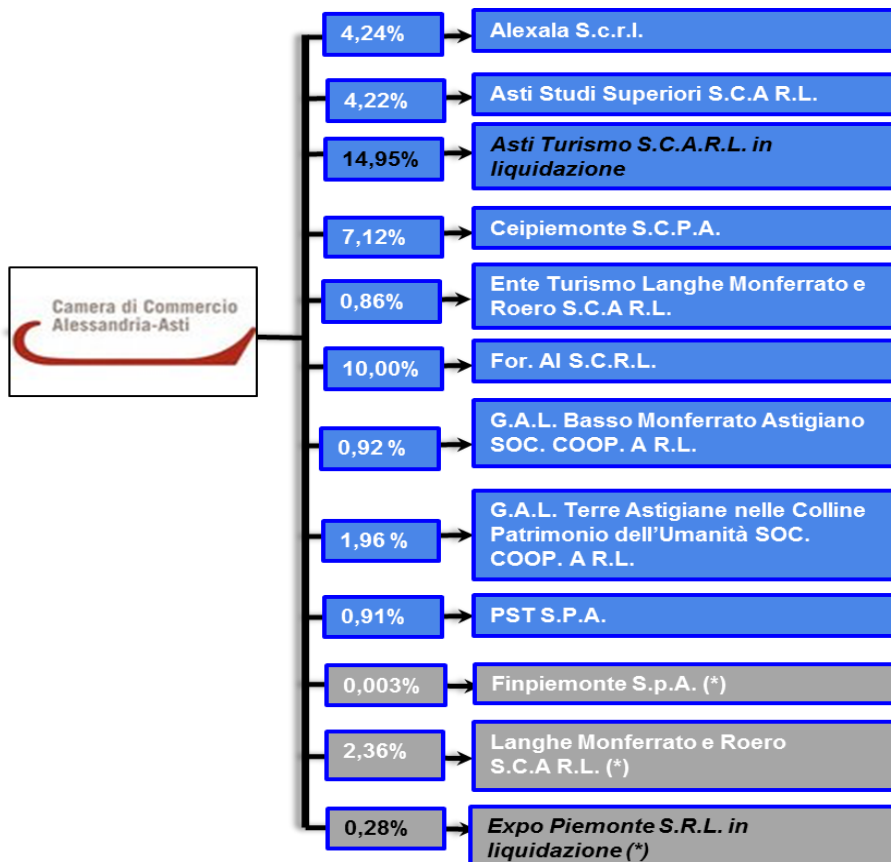 4,24%
Alexala S.c.r.l.
4,22%
Asti Studi Superiori S.C.A R.L.
14,95%
Asti Turismo S.C.A.R.L. in
liquidazione
7,12%
Ceipiemonte S.C.P.A.
Camera di Commercio
Alessandria-Asti
0,86%
Ente Turismo Langhe Monferrato e
Roero S.C.A R.L.
10,00%
For. Al S.C.R.L.
0,92 %
G.A.L. Basso Monferrato Astigiano
SOC. COOP. A R.L.
1,96 %
G.A.L. Terre Astigiane nelle Colline
Patrimonio dell’Umanità SOC.
COOP. A R.L.
0,91%
PST S.P.A.
0,003%
Finpiemonte S.p.A. (*)
2,36%
Langhe Monferrato e Roero
S.C.A R.L. (*)
0,28%
Expo Piemonte S.R.L. in
liquidazione (*)